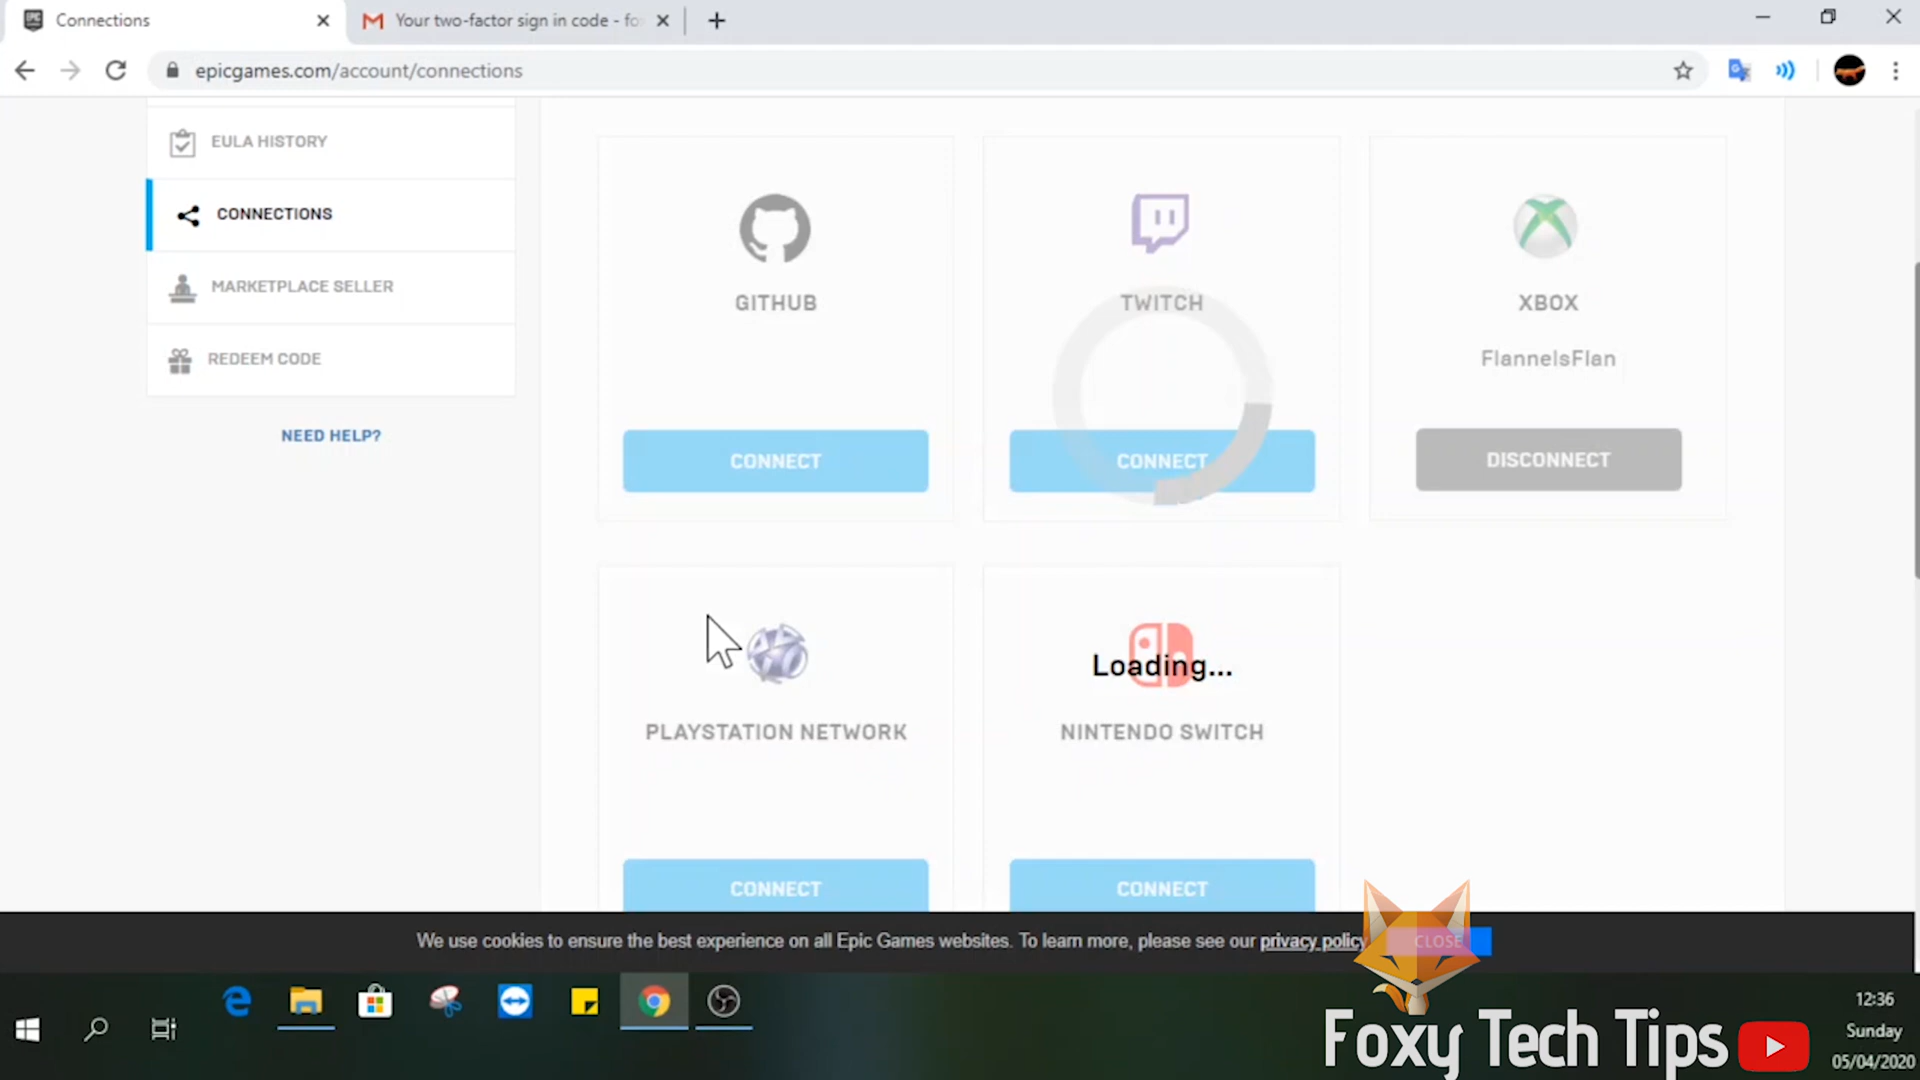 Connections
Your two-factor sign in code - fo
epicgames.com/account/connections
EULA HISTORY
CONNECTIONS
MARKETPLACE SELLER
REDEEM CODE
NEED HELP?
GITHUB
CONNECT
TWITCH
CONNECT
XBOX
FlannelsFlan
DISCONNECT
PLAYSTATION NETWORK
CONNECT
Loading...
NINTENDO SWITCH
CONNECT
We use cookies to ensure the best experience on all Epic Games websites. To learn more, please see our privacy policy
CLOSE
12:36
Sunday
05/04/2020
Foxy Tech Tips